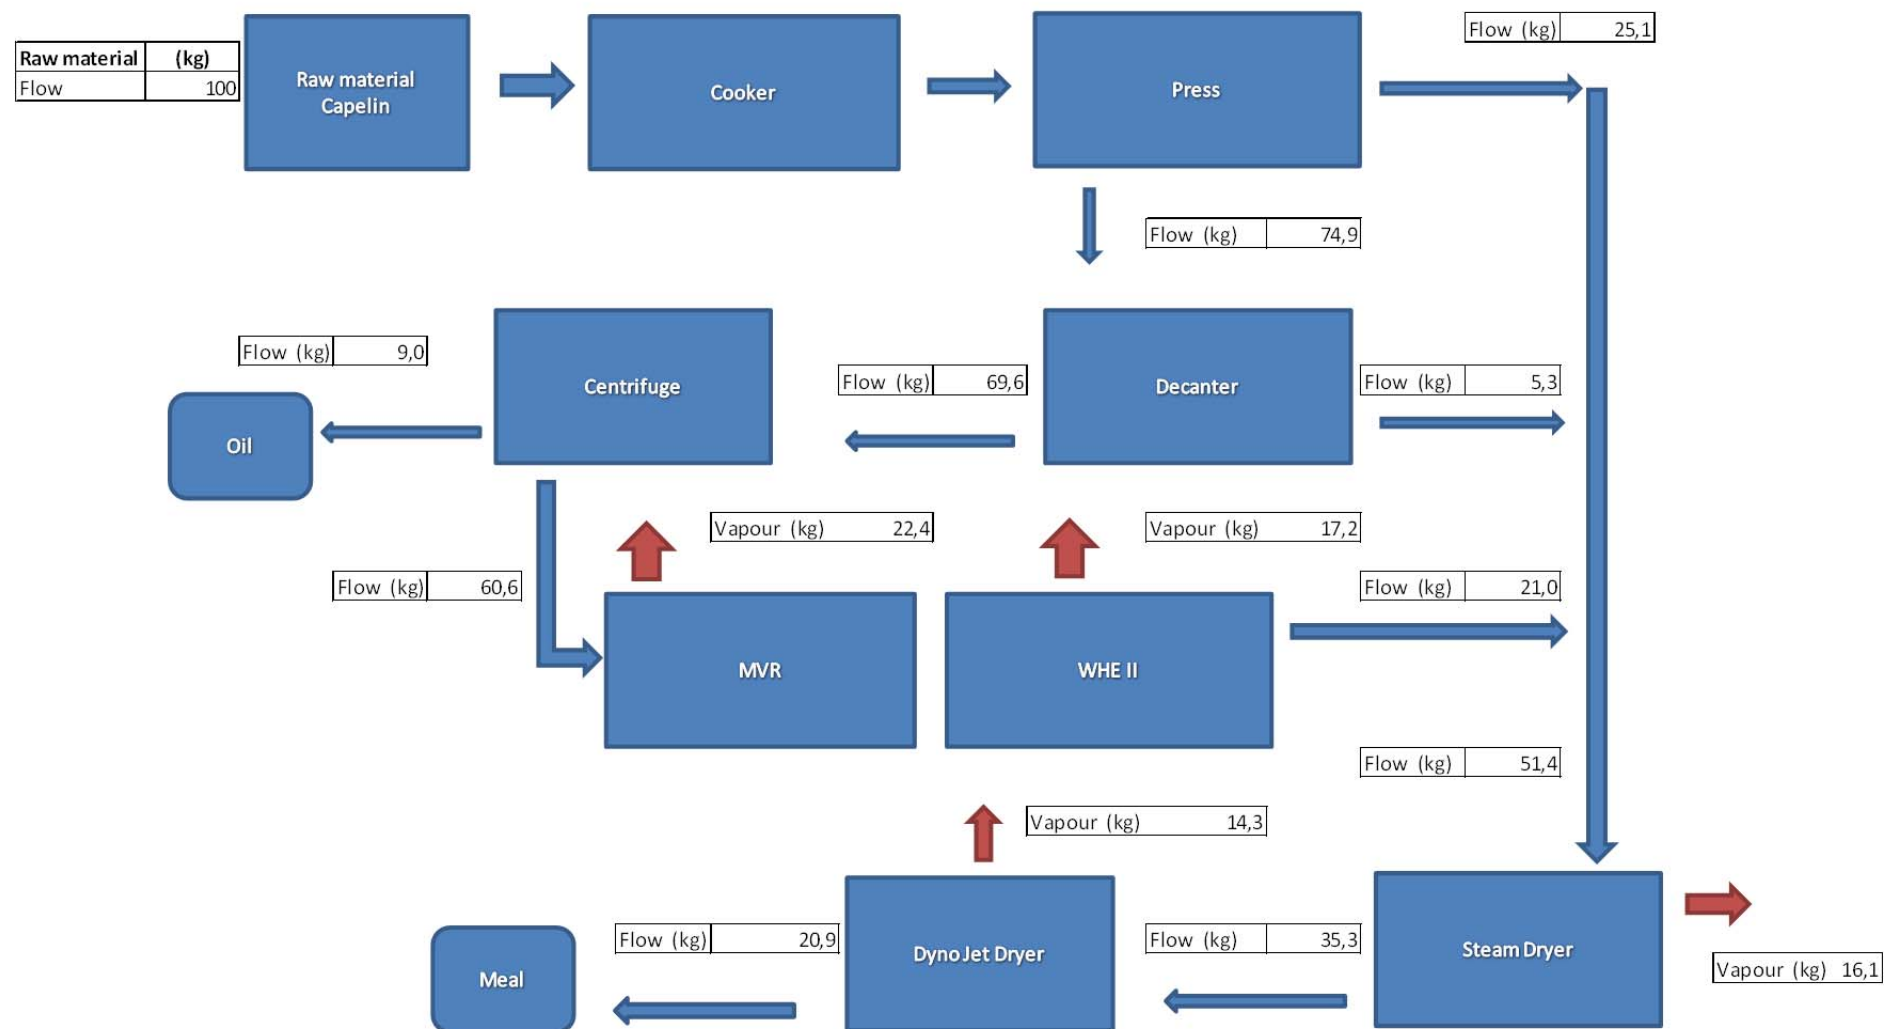 Raw material (kg)
Flow 100
Raw material
Capelin
Cooker
Press
Flow (kg) 25,1
Flow (kg) 74,9
Flow (kg) 9,0
Oil
Centrifuge
Flow (kg) 69,6
Decanter
Flow (kg) 5,3
Vapour (kg) 22,4
Vapour (kg) 17,2
Flow (kg) 60,6
MVR
WHE II
Flow (kg) 21,0
Flow (kg) 51,4
Vapour (kg) 14,3
Meal
Flow (kg) 20,9
Dyno Jet Dryer
Flow (kg) 35,3
Steam Dryer
Vapour (kg) 16,1